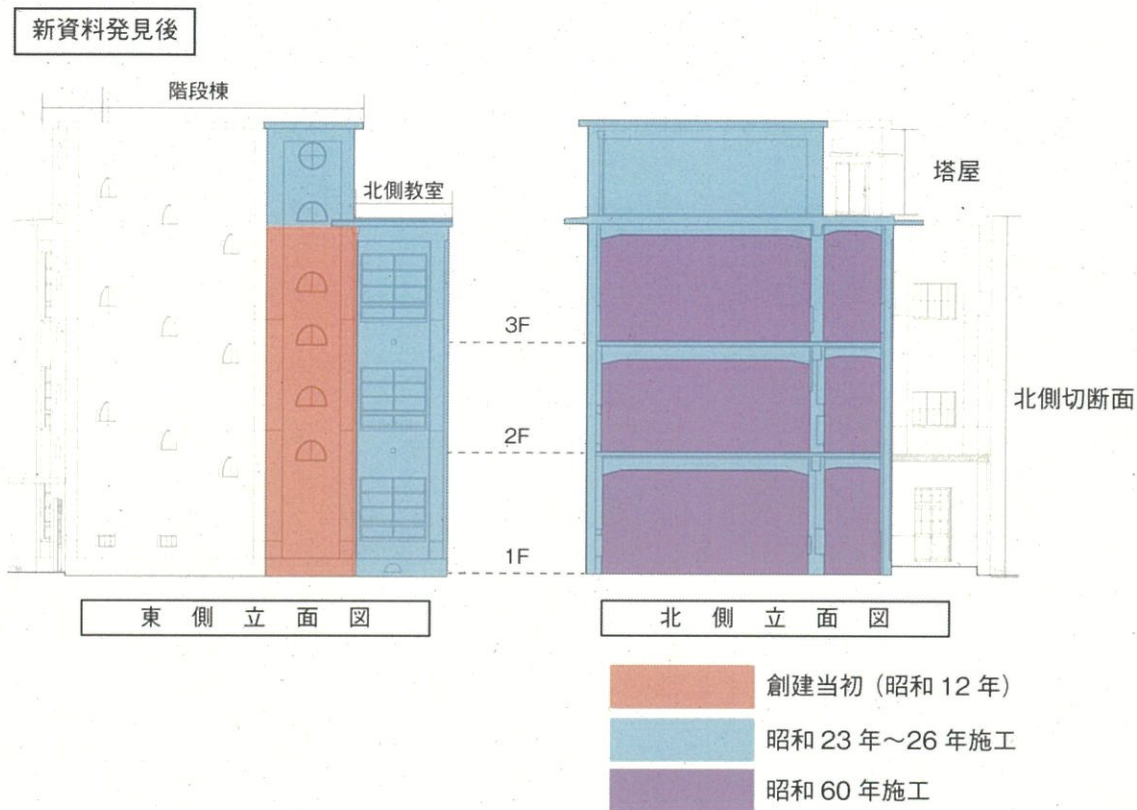 新資料発見後
階段棟
北側教室
塔屋
3F
北側切断面
2F
1F
東側立面図
北側立面図
創建当初（昭和 12 年）
昭和 23 年〜26 年施工
昭和 60 年施工